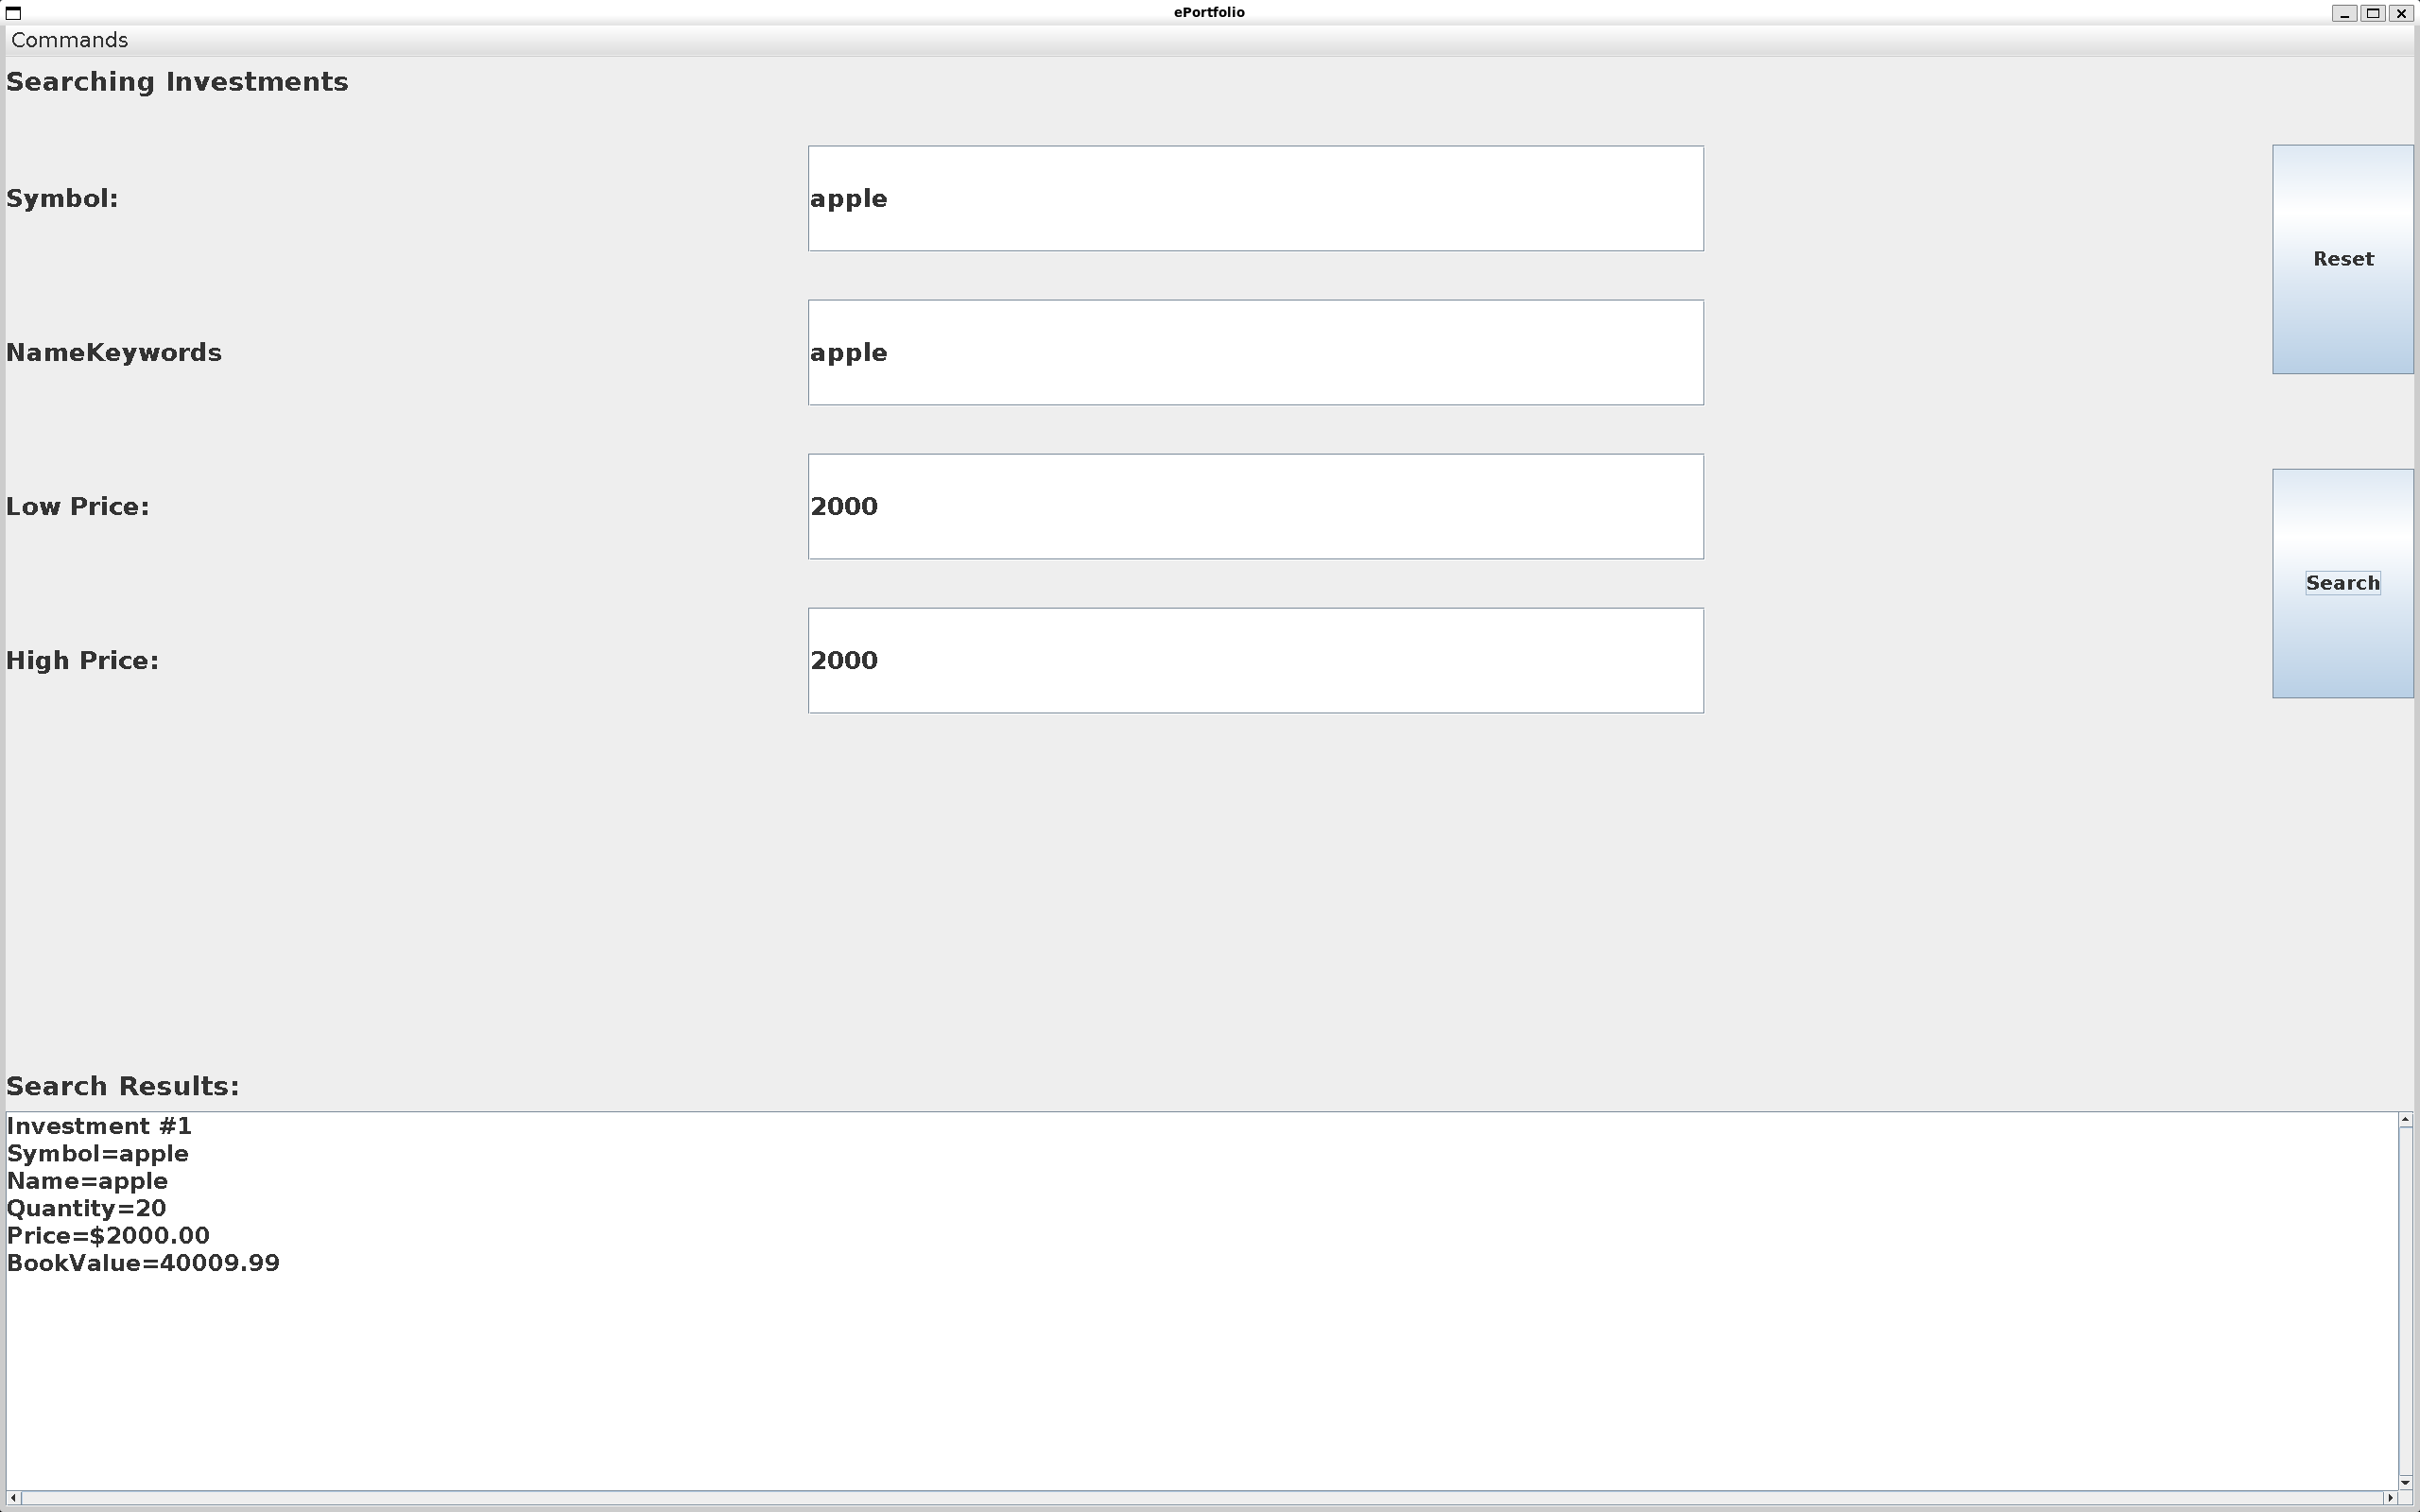 ePortfolio
Commands
Searching Investments
Symbol:
apple
Reset
NameKeywords
apple
Low Price:
2000
Search
High Price:
2000
Search Results:
Investment #1
Symbol=apple
Name=apple
Quantity=20
Price=$2000.00
BookValue=40009.99